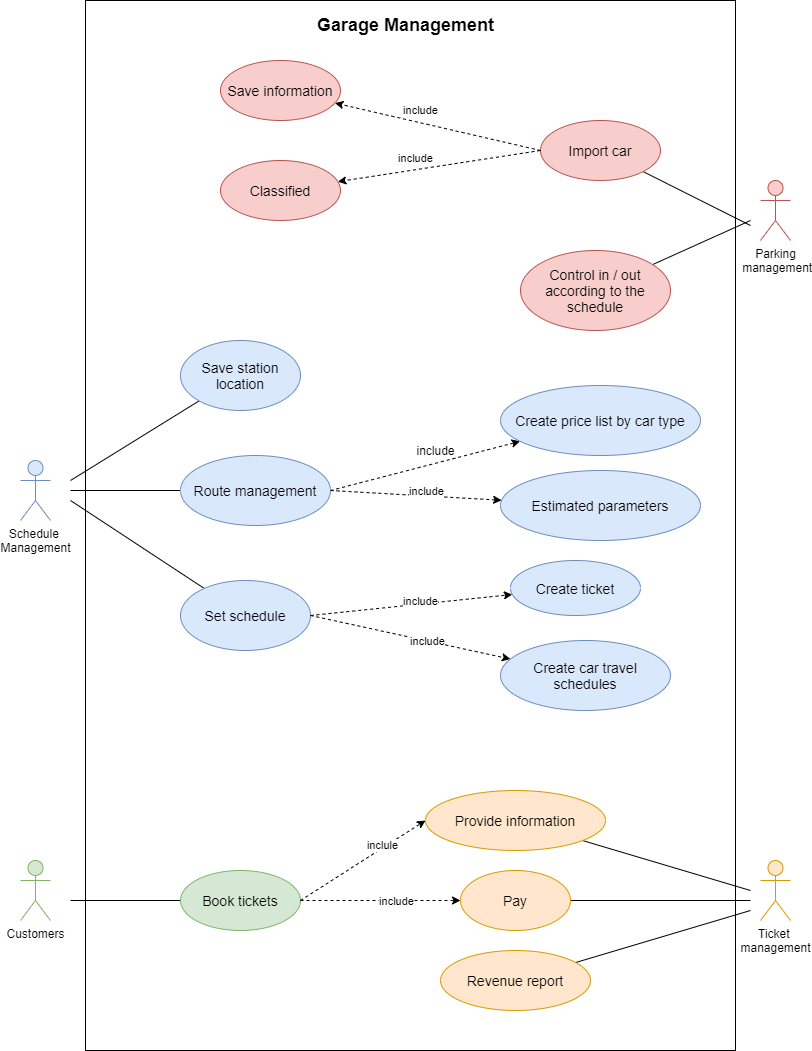 Garage Management
Save information
include
Import car
include
Classified
Parking
management
Control in / out
according to the
schedule
Save station
location
Create price list by car type
include
Route management
include
Estimated parameters
Schedule
Management
Create ticket
include
Set schedule
include
Create car travel
schedules
Provide information
inclule
Book tickets
include
Pay
Customers
Ticket
management
Revenue report